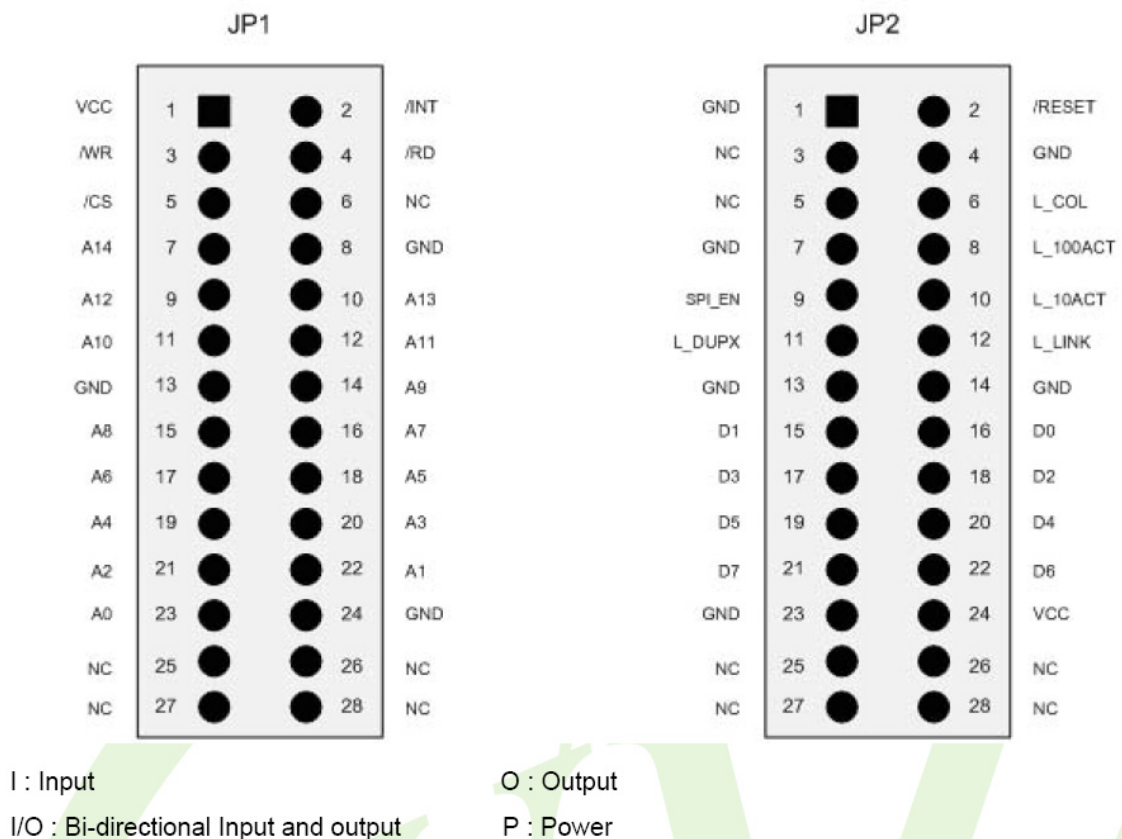 JP1 JP2
VCC 1 2 /INT GND 1 2 /RESET
/WR 3 4 /RD NC 3 4 GND
/CS 5 6 NC NC 5 6 L_COL
A14 7 8 GND GND 7 8 L_100ACT
A12 9 10 A13 SPI_EN 9 10 L_10ACT
A10 11 12 A11 L_DUPX 11 12 L_LINK
GND 13 14 A9 GND 13 14 GND
A8 15 16 A7 D1 15 16 D0
A6 17 18 A5 D3 17 18 D2
A4 19 20 A3 D5 19 20 D4
A2 21 22 A1 D7 21 22 D6
A0 23 24 GND GND 23 24 VCC
NC 25 26 NC NC 25 26 NC
NC 27 28 NC NC 27 28 NC
I : Input O : Output
I/O : Bi-directional Input and output P : Power